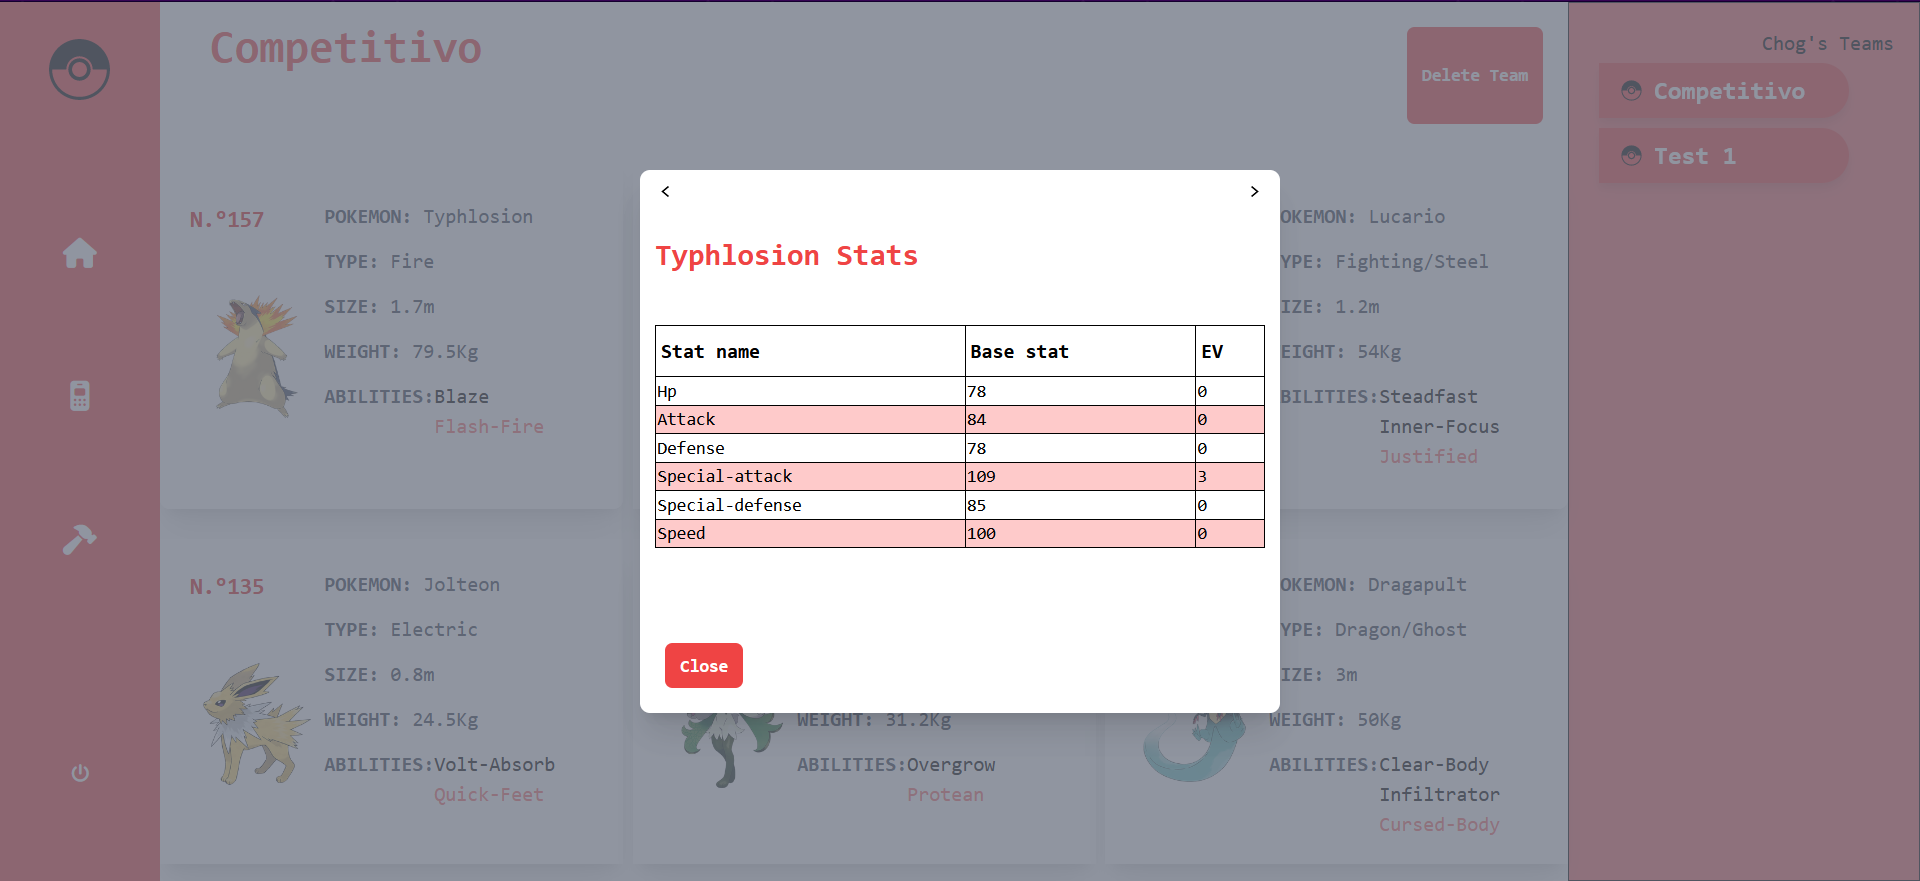 Competitivo
Delete Team
Chog's Teams
Competitivo
Test 1
N.º157
POKEMON: Typhlosion
TYPE: Fire
SIZE: 1.7m
WEIGHT: 79.5Kg
ABILITIES:Blaze
Flash-Fire
<
>
Typhlosion Stats
Stat name Base stat EV
Hp 78 0
Attack 84 0
Defense 78 0
Special-attack 109 3
Special-defense 85 0
Speed 100 0
Close
OKEMON: Lucario
YPE: Fighting/Steel
IZE: 1.2m
EIGHT: 54Kg
BILITIES:Steadfast
Inner-Focus
Justified
N.º135
POKEMON: Jolteon
TYPE: Electric
SIZE: 0.8m
WEIGHT: 24.5Kg
ABILITIES:Volt-Absorb
Quick-Feet
WEIGHT: 31.2Kg
ABILITIES:Overgrow
Protean
OKEMON: Dragapult
YPE: Dragon/Ghost
IZE: 3m
WEIGHT: 50Kg
ABILITIES:Clear-Body
Infiltrator
Cursed-Body